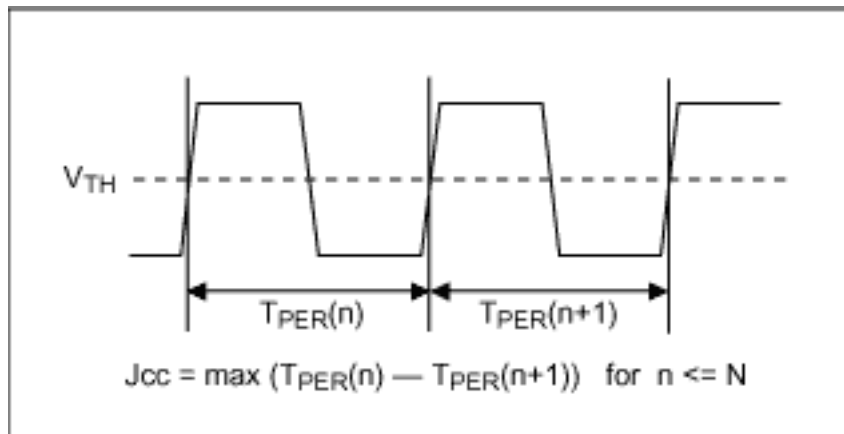 VTH
TPER(n)
TPER(n+1)
Jcc = max (TPER(n) — TPER(n+1)) for n <= N